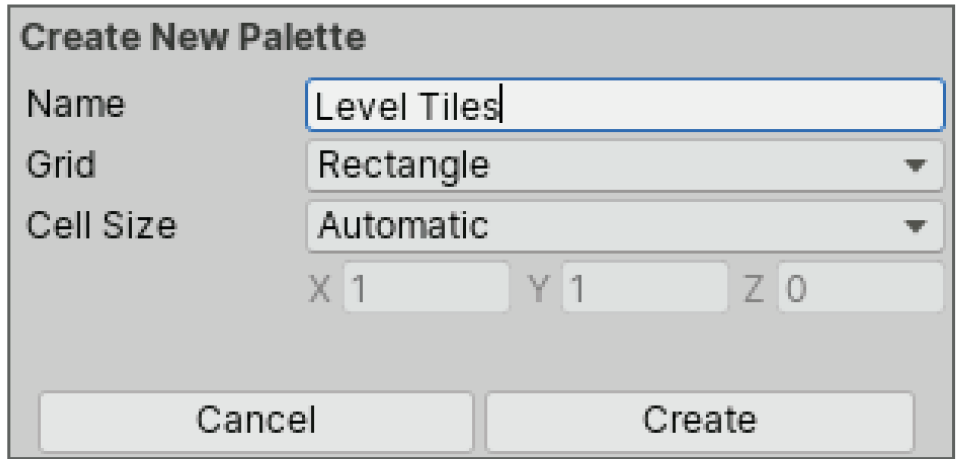 Create New Palette
Name Level Tiles
Grid Rectangle
Cell Size Automatic
X 1 Y 1 Z 0
Cancel Create